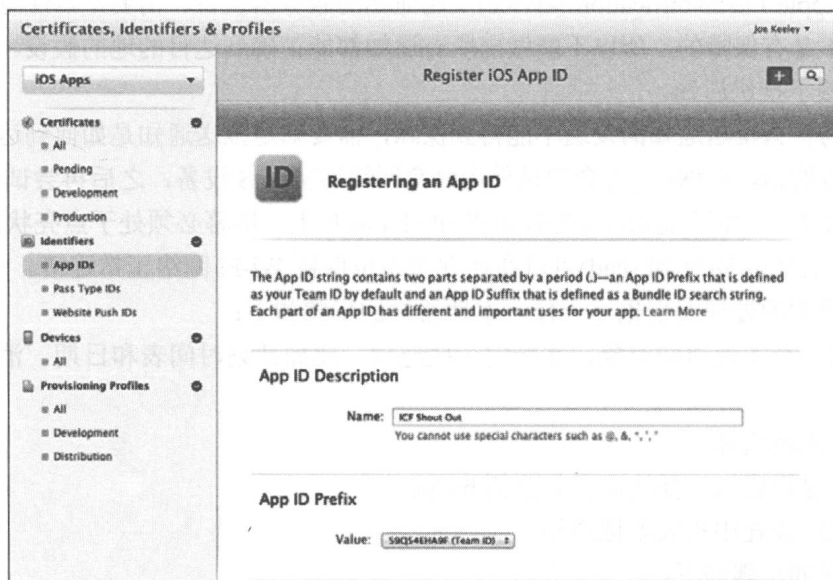 Certificates, Identifiers & Profiles
Joe Keeley
iOS Apps
Register iOS App ID
Certificates
All
Pending
Development
Production
Identifiers
App IDs
Pass Type IDs
Website Push IDs
Devices
All
Provisioning Profiles
All
Development
Distribution
ID
Registering an App ID
The App ID string contains two parts separated by a period (.)—an App ID Prefix that is defined
as your Team ID by default and an App ID Suffix that is defined as a Bundle ID search string.
Each part of an App ID has different and important uses for your app. Learn More
App ID Description
Name: ICF Shout Out
You cannot use special characters such as @, &, *, ', "
App ID Prefix
Value: S9QS4EHA9F (Team ID)